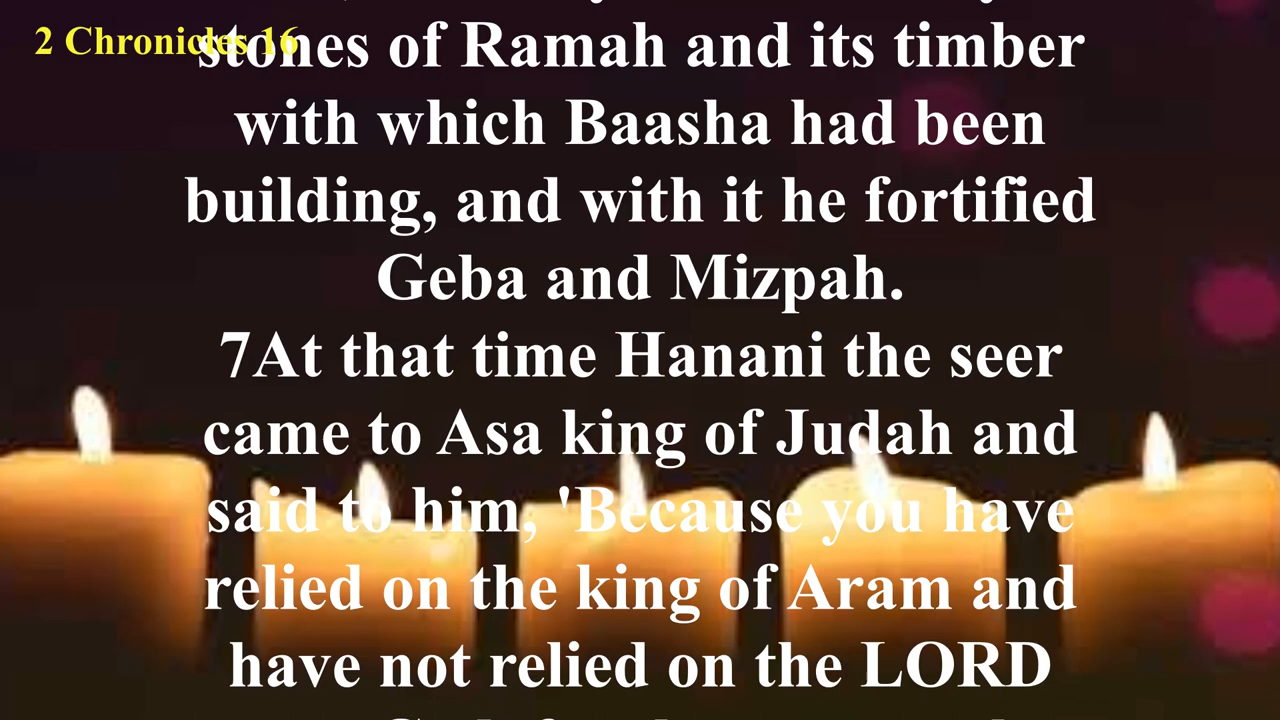 2 Chronicles 16
stones of Ramah and its timber
with which Baasha had been
building, and with it he fortified
Geba and Mizpah.
7At that time Hanani the seer
came to Asa king of Judah and
said to him, 'Because you have
relied on the king of Aram and
have not relied on the LORD